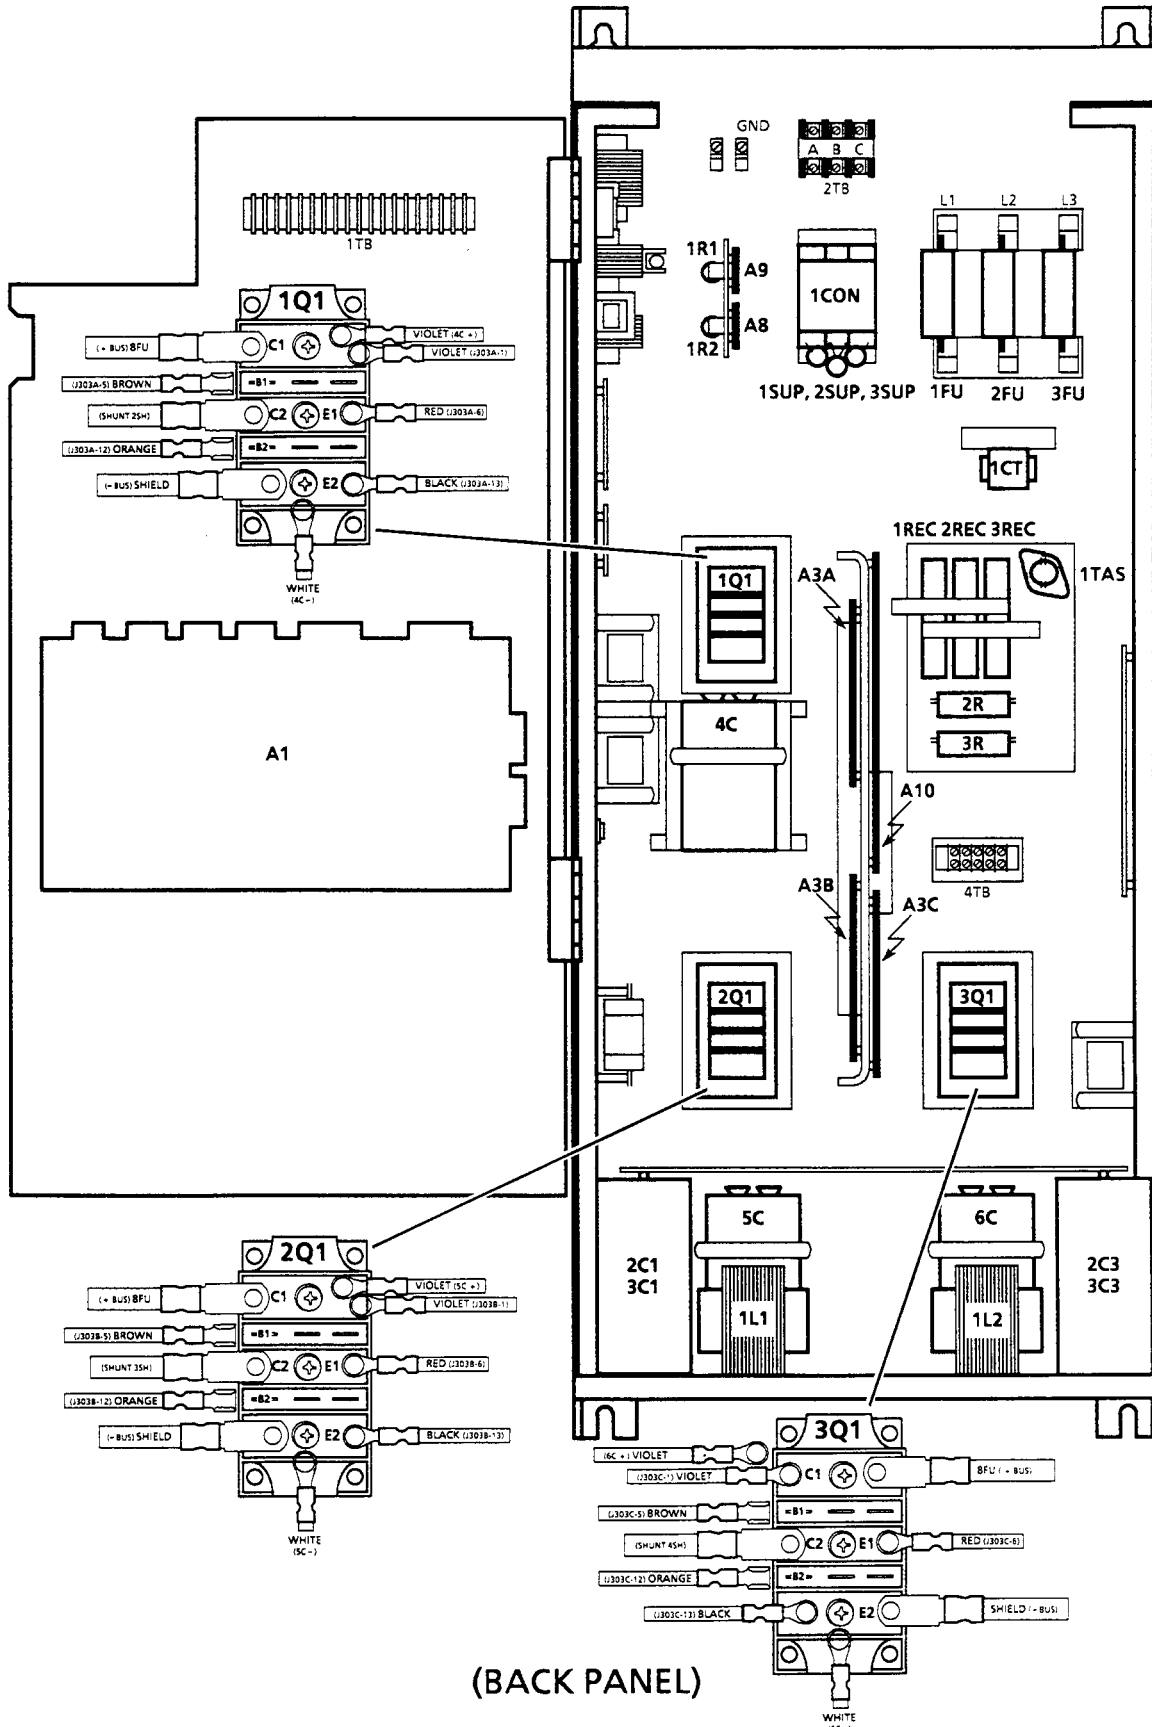 GND
A B C
2TB
1TB
L1 L2 L3
1R1
A9
1CON
A8
1R2
1SUP, 2SUP, 3SUP
1FU 2FU 3FU
1CT
1Q1
(+ BUS) 8FU
C1
VIOLET (4C +)
VIOLET (J303A-1)
(J303A-5) BROWN
=B1=
(SHUNT 2SH)
C2 E1
RED (J303A-6)
(J303A-12) ORANGE
=B2=
(- BUS) SHIELD
E2
BLACK (J303A-13)
WHITE
(4C -)
1REC 2REC 3REC
1Q1
A3A
1TAS
2R
4C
3R
A1
A10
4TB
A3B
A3C
2Q1
3Q1
5C
6C
2C1
3C1
2C3
3C3
1L1
1L2
2Q1
(+ BUS) 8FU
C1
VIOLET (5C +)
VIOLET (J303B-1)
(J303B-5) BROWN
=B1=
(SHUNT 3SH)
C2 E1
RED (J303B-6)
(J303B-12) ORANGE
=B2=
(- BUS) SHIELD
E2
BLACK (J303B-13)
WHITE
(5C -)
3Q1
(6C +) VIOLET
(J303C-1) VIOLET
C1
8FU ( + BUS)
(J303C-5) BROWN
=B1=
(SHUNT 4SH)
C2 E1
RED (J303C-6)
(J303C-12) ORANGE
=B2=
(J303C-13) BLACK
E2
SHIELD (- BUS)
(BACK PANEL)
WHITE